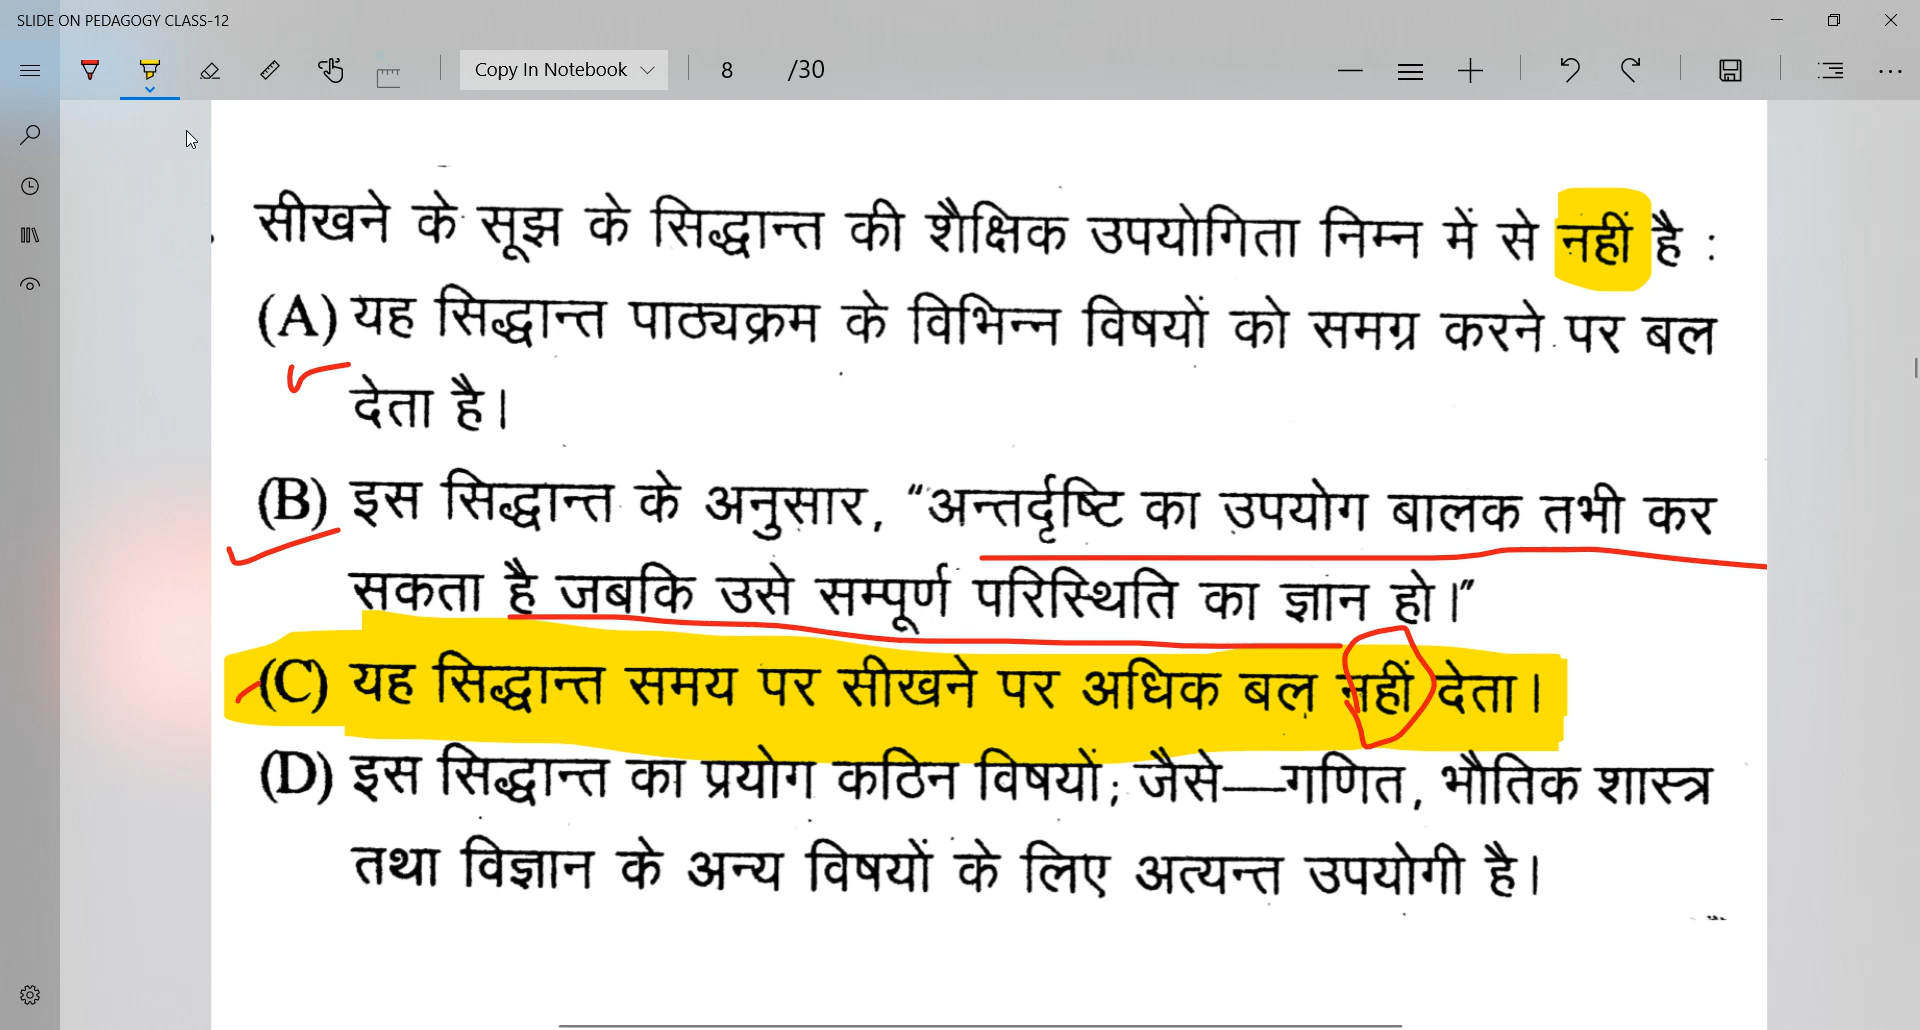 SLIDE ON PEDAGOGY CLASS-12
Copy In Notebook
8 /30
सीखने के सूझ के सिद्धान्त की शैक्षिक उपयोगिता निम्न में से नहीं है :
(A) यह सिद्धान्त पाठ्यक्रम के विभिन्न विषयों को समग्र करने पर बल
देता है।
(B) इस सिद्धान्त के अनुसार, “अन्तर्दृष्टि का उपयोग बालक तभी कर
सकता है जबकि उसे सम्पूर्ण परिस्थिति का ज्ञान हो।”
(C) यह सिद्धान्त समय पर सीखने पर अधिक बल नहीं देता।
(D) इस सिद्धान्त का प्रयोग कठिन विषयों; जैसे—गणित, भौतिक शास्त्र
तथा विज्ञान के अन्य विषयों के लिए अत्यन्त उपयोगी है।